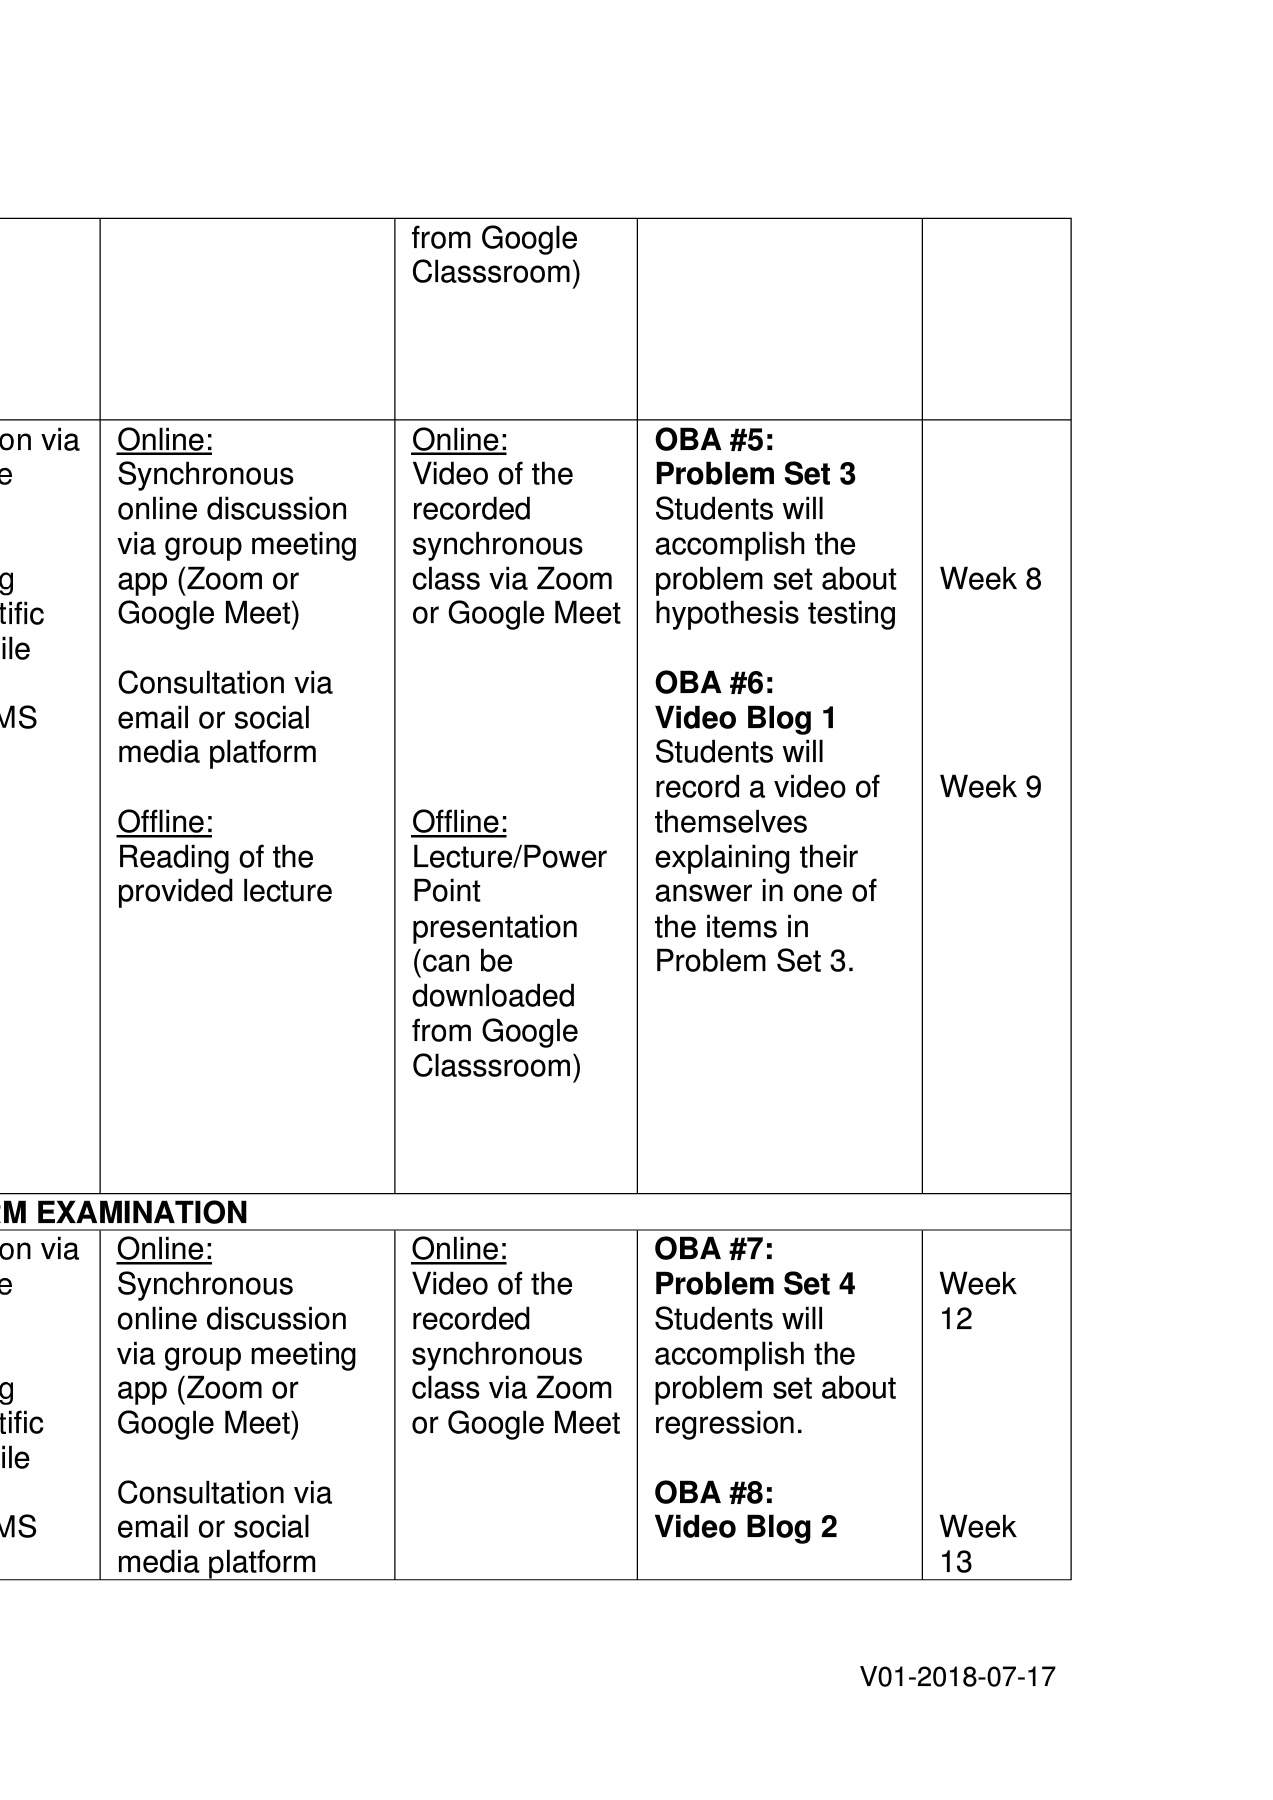 from Google
Classsroom)
on via
e
g
tific
ile
MS
Online:
Synchronous
online discussion
via group meeting
app (Zoom or
Google Meet)
Consultation via
email or social
media platform
Offline:
Reading of the
provided lecture
Online:
Video of the
recorded
synchronous
class via Zoom
or Google Meet
Offline:
Lecture/Power
Point
presentation
(can be
downloaded
from Google
Classsroom)
OBA #5:
Problem Set 3
Students will
accomplish the
problem set about
hypothesis testing
OBA #6:
Video Blog 1
Students will
record a video of
themselves
explaining their
answer in one of
the items in
Problem Set 3.
Week 8
Week 9
RM EXAMINATION
on via
e
g
tific
ile
MS
Online:
Synchronous
online discussion
via group meeting
app (Zoom or
Google Meet)
Consultation via
email or social
media platform
Online:
Video of the
recorded
synchronous
class via Zoom
or Google Meet
OBA #7:
Problem Set 4
Students will
accomplish the
problem set about
regression.
OBA #8:
Video Blog 2
Week
12
Week
13
V01-2018-07-17